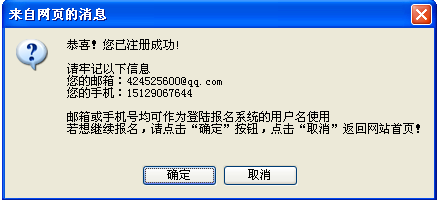 来自网页的消息
恭喜！您已注册成功！
请牢记以下信息
您的邮箱：424525600@qq.com
您的手机：15129067644
邮箱或手机号均可作为登陆报名系统的用户名使用
若想继续报名，请点击“确定”按钮，点击“取消”返回网站首页！
确定
取消